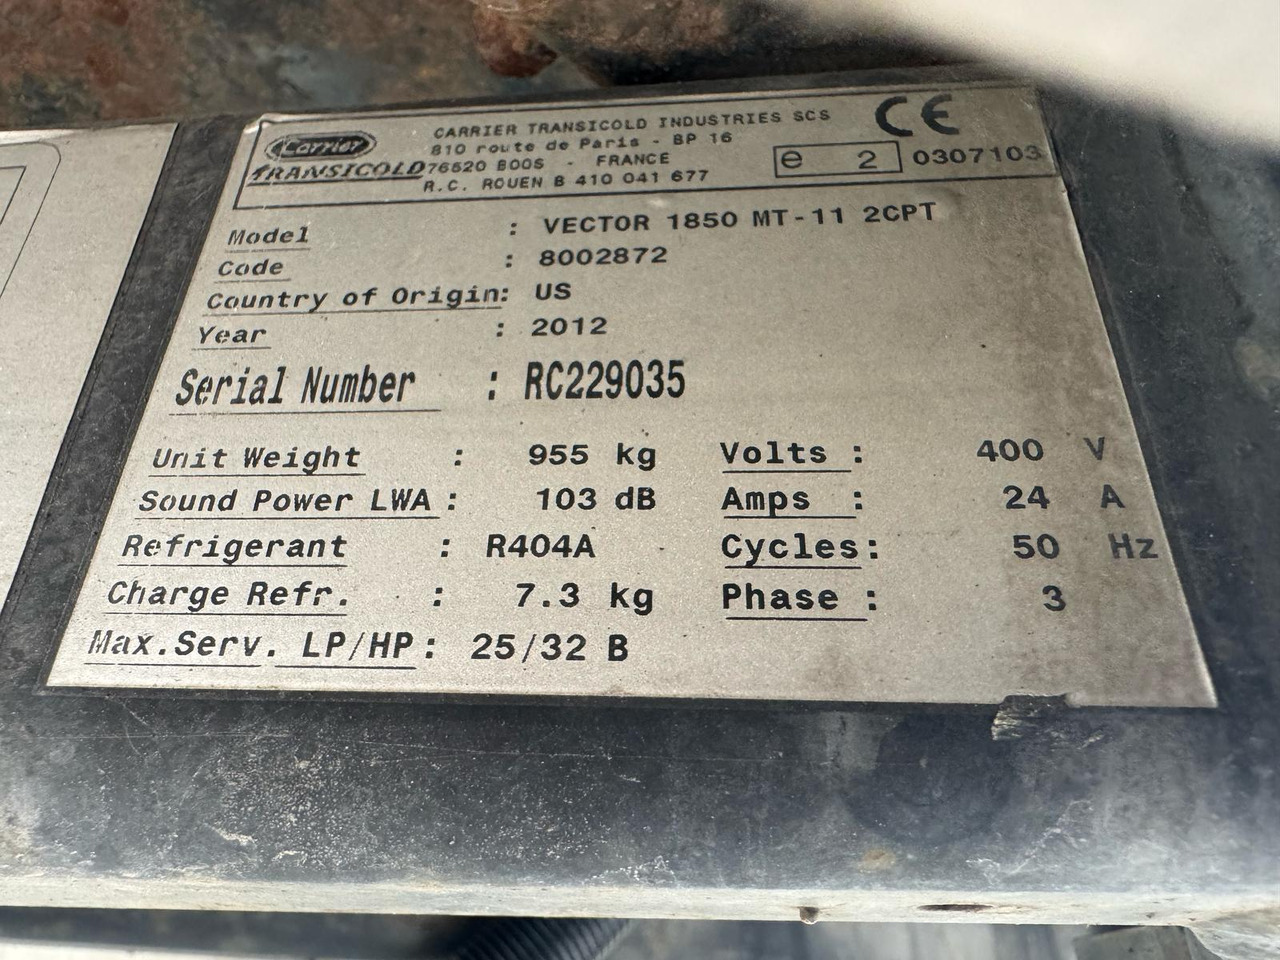 Carrier
TRANSICOLD
CARRIER TRANSICOLD INDUSTRIES SCS
810 route de Paris - BP 16
76520 BOOS - FRANCE
R.C. ROUEN B 410 041 677
CE
e 2 0307103
Model : VECTOR 1850 MT-11 2CPT
Code : 8002872
Country of Origin: US
Year : 2012
Serial Number : RC229035
Unit Weight : 955 kg Volts : 400 V
Sound Power LWA : 103 dB Amps : 24 A
Refrigerant : R404A Cycles: 50 Hz
Charge Refr. : 7.3 kg Phase : 3
Max.Serv. LP/HP: 25/32 B